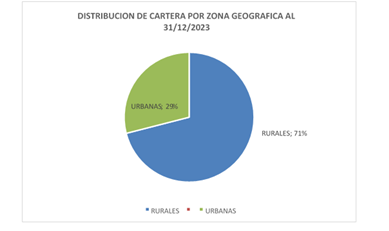 DISTRIBUCION DE CARTERA POR ZONA GEOGRAFICA AL
31/12/2023
URBANAS; 29%
RURALES; 71%
RURALES
URBANAS